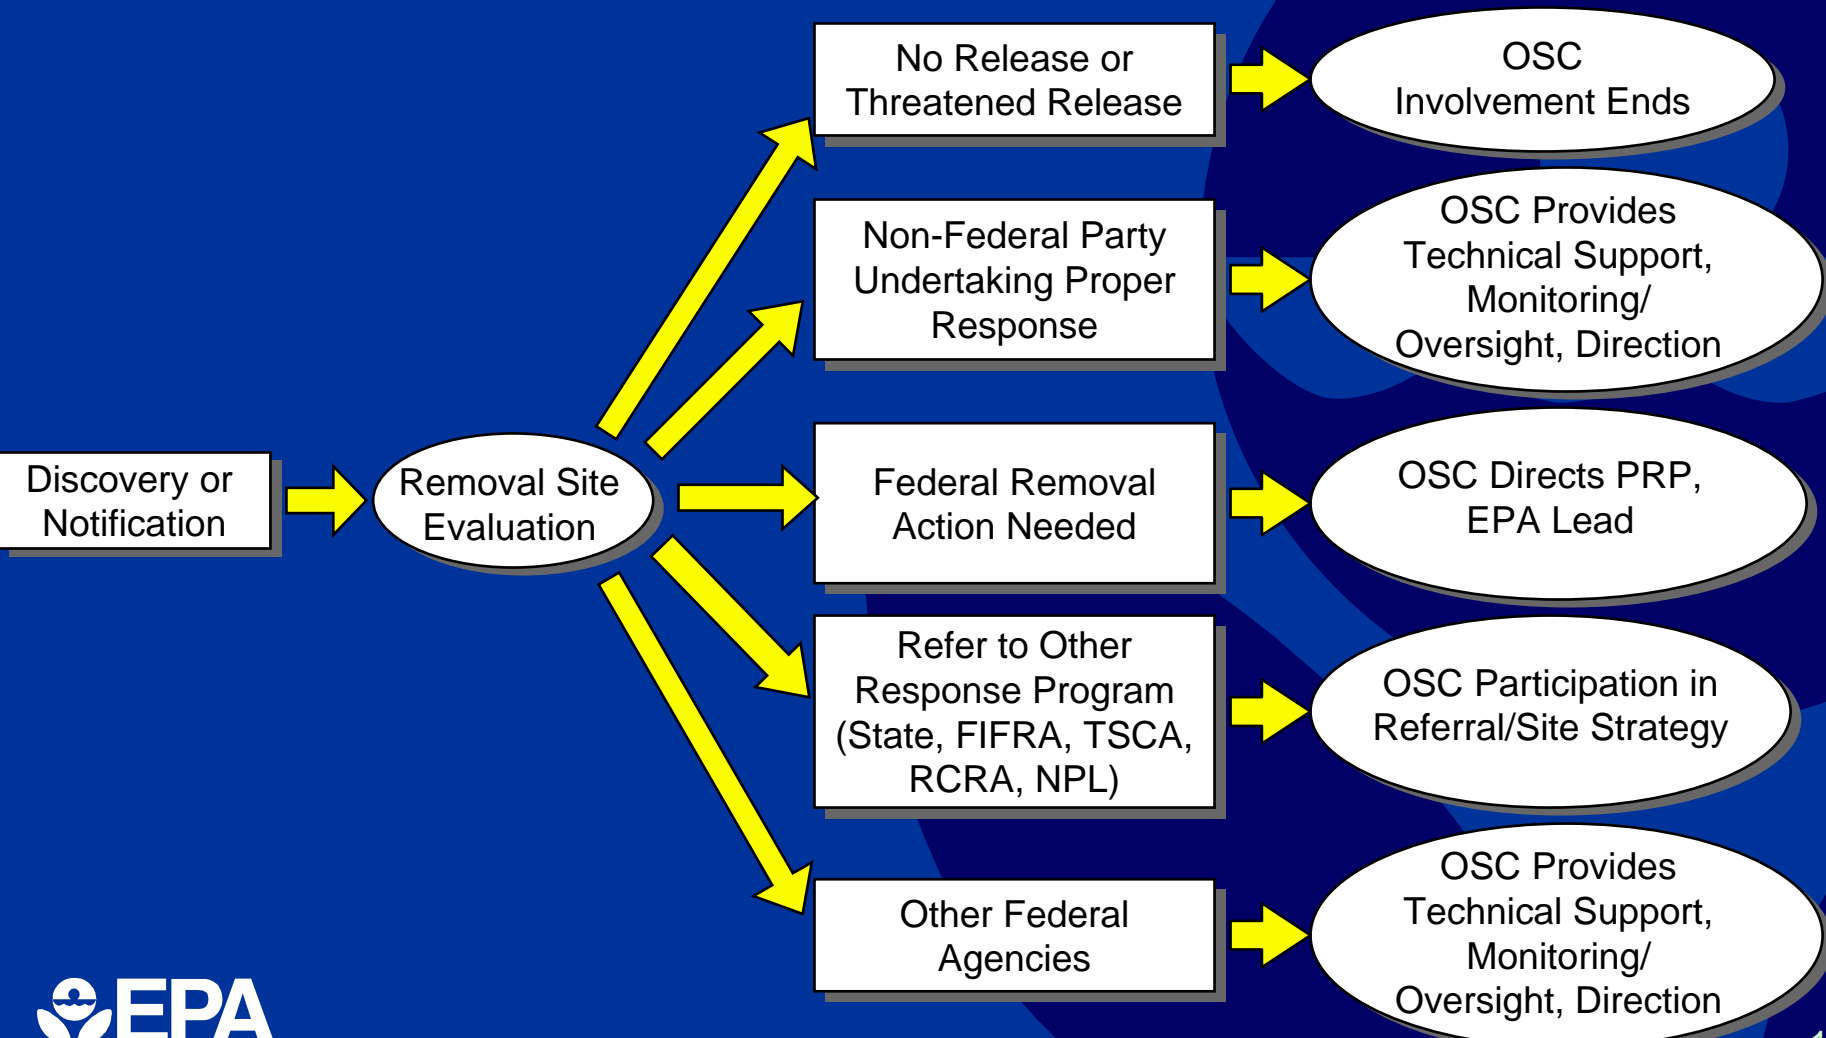 Discovery or
Notification
Removal Site
Evaluation
No Release or
Threatened Release
OSC
Involvement Ends
Non-Federal Party
Undertaking Proper
Response
OSC Provides
Technical Support,
Monitoring/
Oversight, Direction
Federal Removal
Action Needed
OSC Directs PRP,
EPA Lead
Refer to Other
Response Program
(State, FIFRA, TSCA,
RCRA, NPL)
OSC Participation in
Referral/Site Strategy
Other Federal
Agencies
OSC Provides
Technical Support,
Monitoring/
Oversight, Direction
EPA